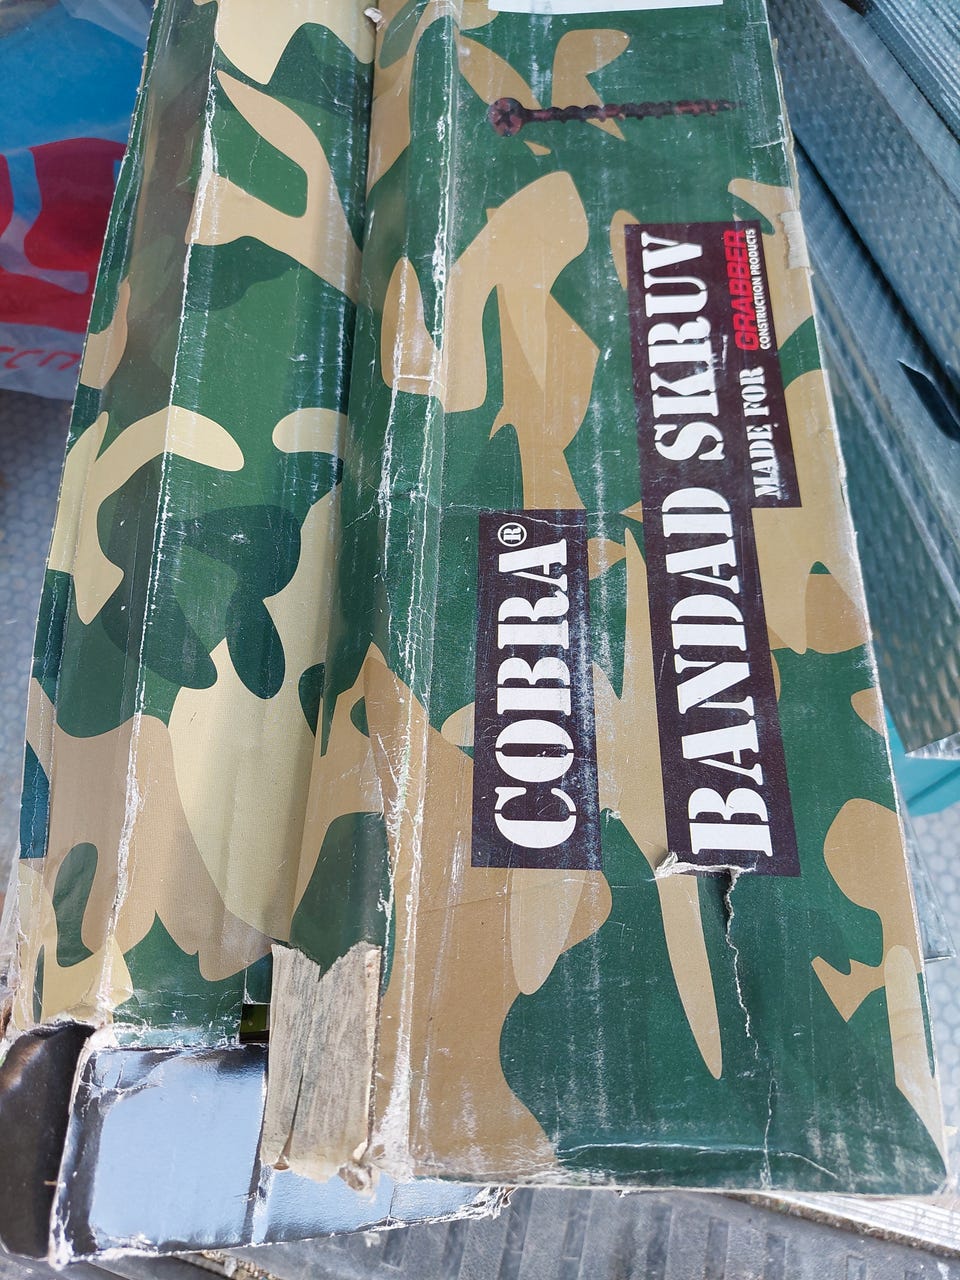 COBRA®
BANDAD SKRUV
MADE FOR GRABBER
CONSTRUCTION PRODUCTS